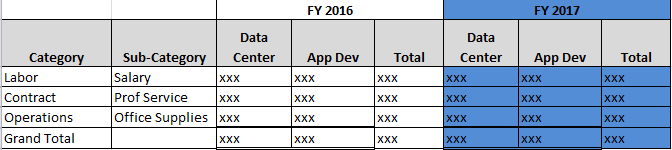 FY 2016 FY 2017
Category Sub-Category Data Center App Dev Total Data Center App Dev Total
Labor Salary xxx xxx xxx xxx xxx xxx
Contract Prof Service xxx xxx xxx xxx xxx xxx
Operations Office Supplies xxx xxx xxx xxx xxx xxx
Grand Total xxx xxx xxx xxx xxx xxx